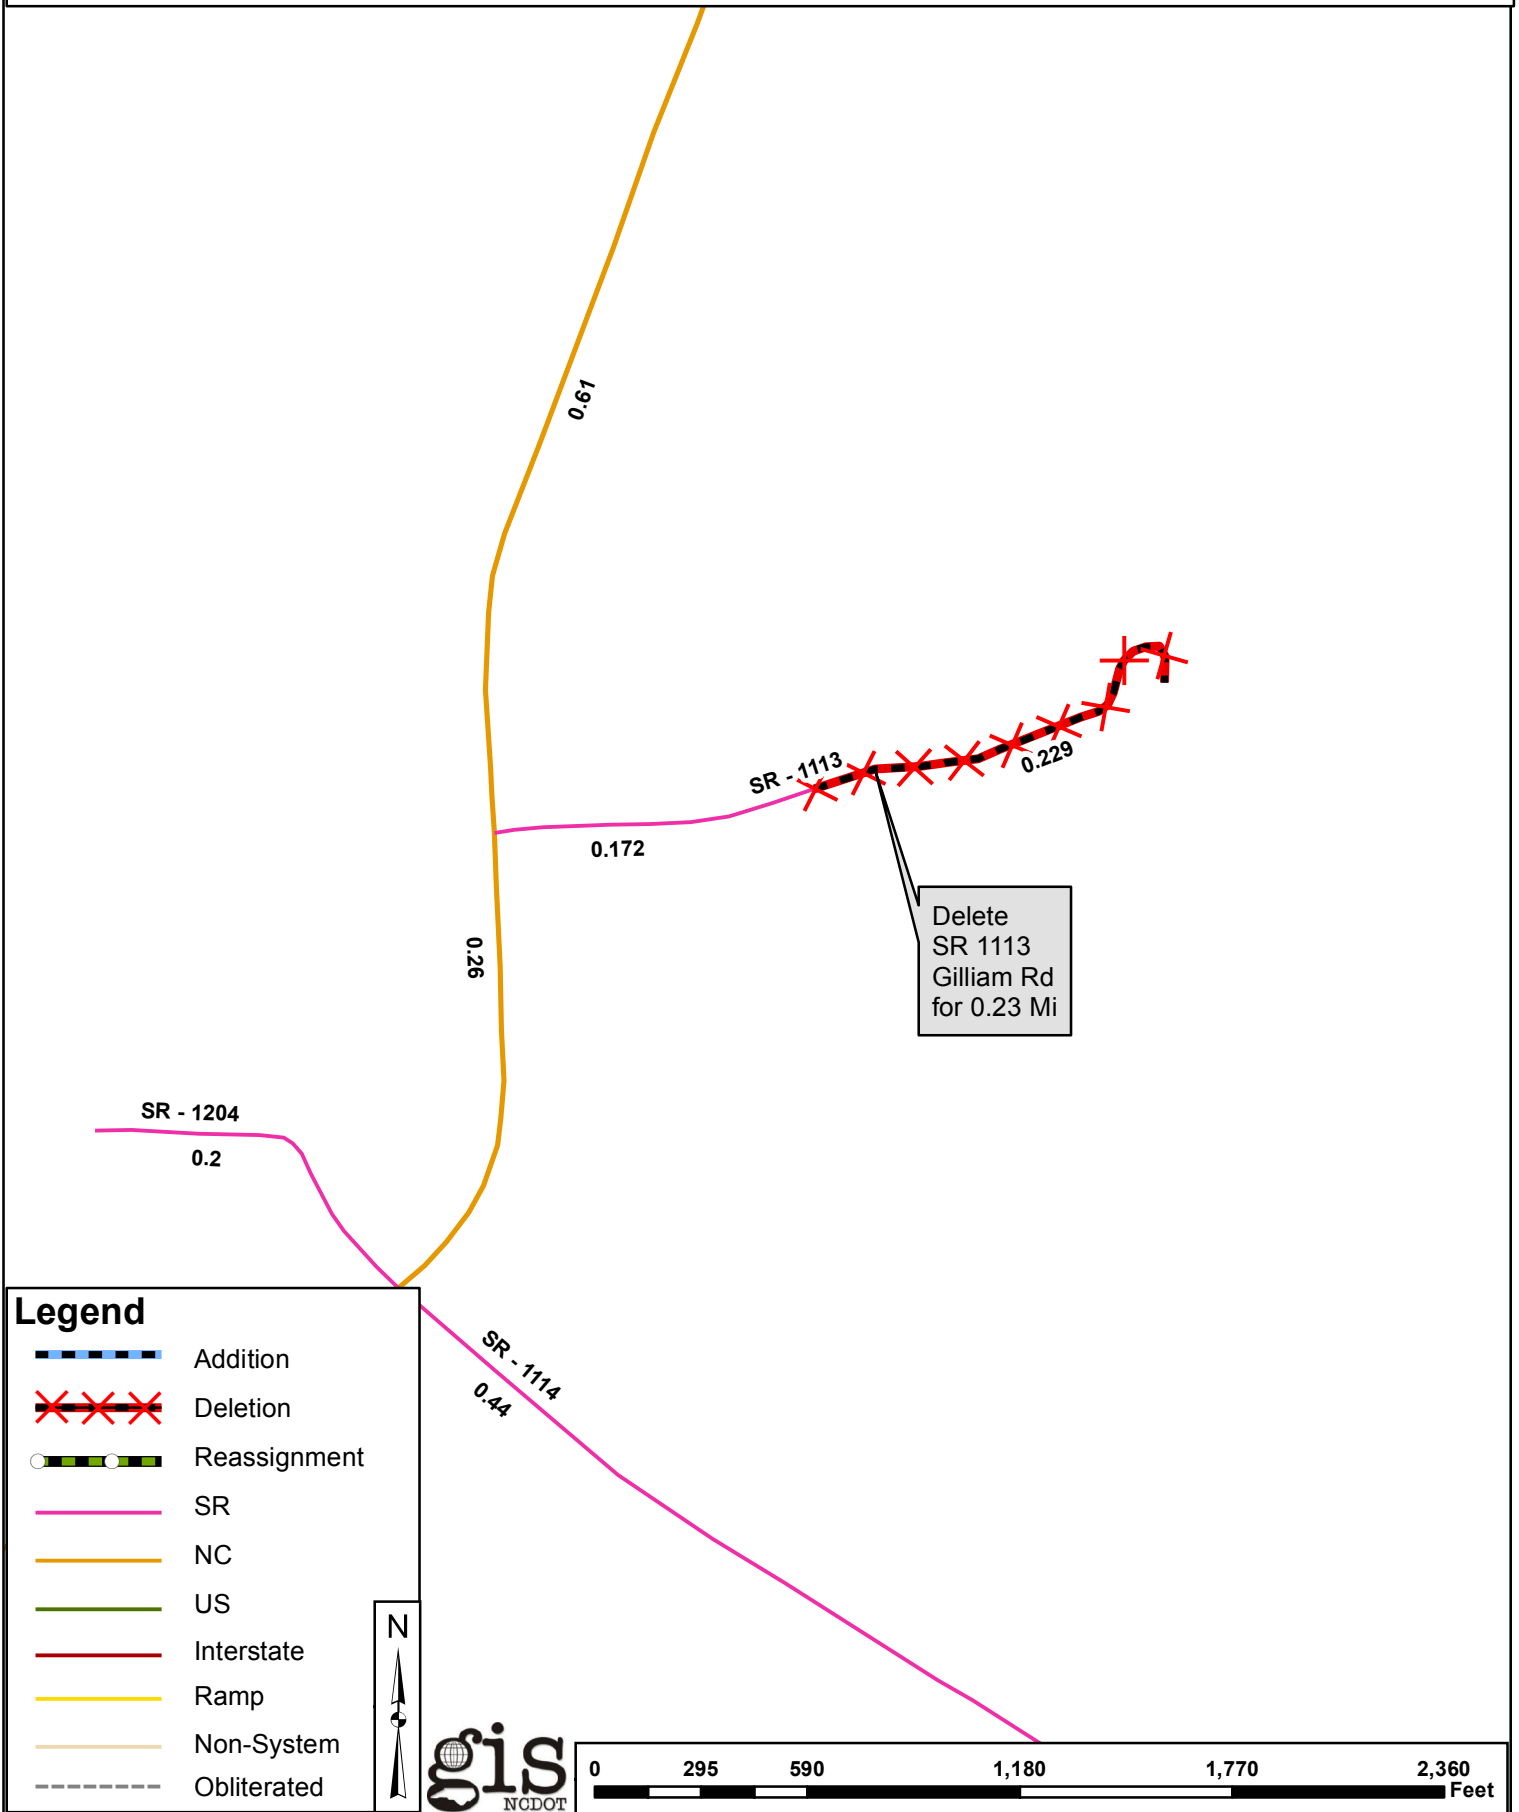 0.61
SR - 1113
0.229
0.172
Delete
SR 1113
Gilliam Rd
for 0.23 Mi
0.26
SR - 1204
0.2
SR - 1114
0.44
Legend
Addition
Deletion
Reassignment
SR
NC
US
Interstate
Ramp
Non-System
Obliterated
N
gis
NCDOT
0 295 590 1,180 1,770 2,360
Feet